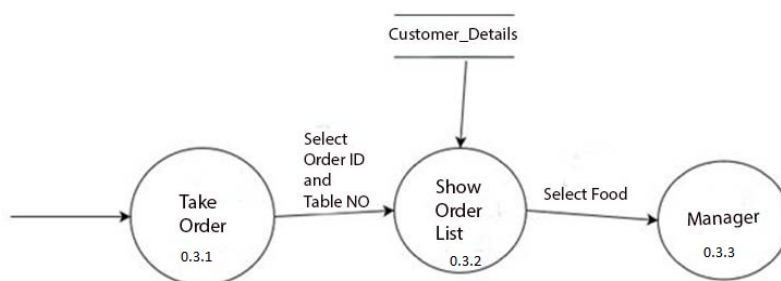 Customer_Details
Select
Order ID
and
Table NO
Take
Order
0.3.1
Show
Order
List
0.3.2
Select Food
Manager
0.3.3